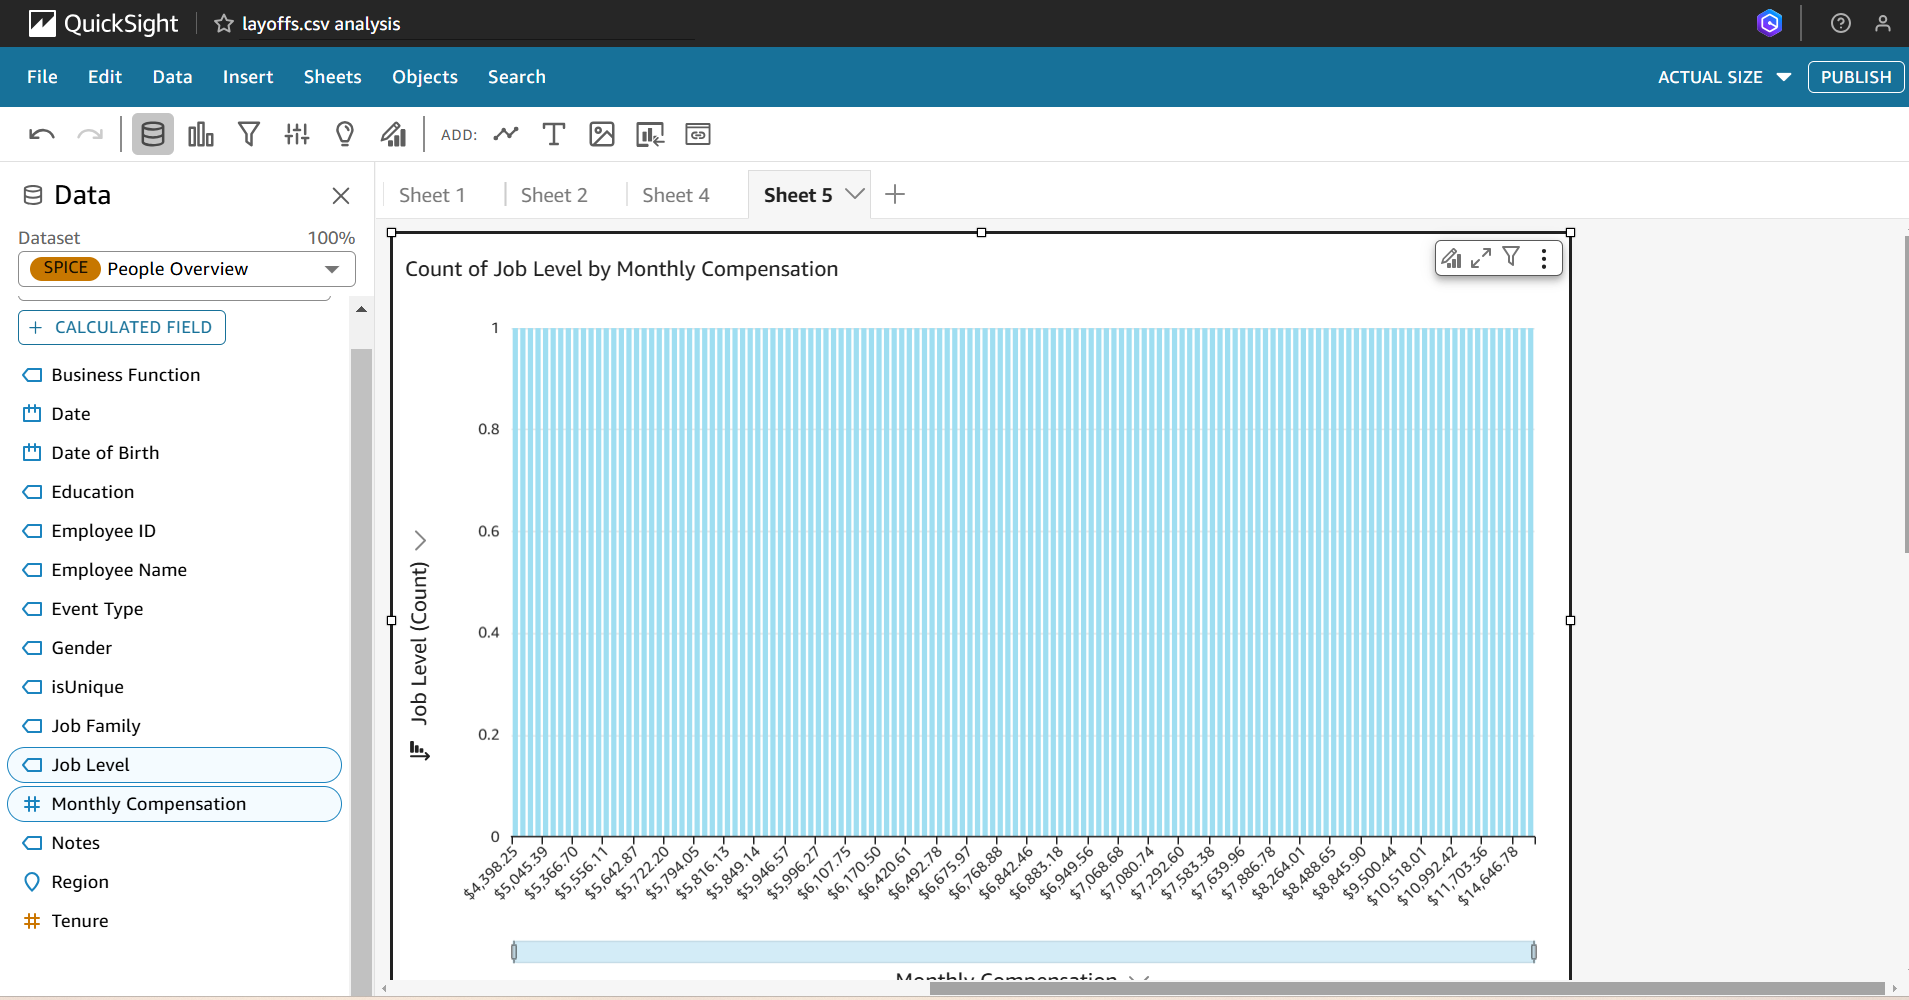 QuickSight
layoffs.csv analysis
File Edit Data Insert Sheets Objects Search
ACTUAL SIZE
PUBLISH
ADD:
Data
Dataset 100%
SPICE People Overview
+ CALCULATED FIELD
Business Function
Date
Date of Birth
Education
Employee ID
Employee Name
Event Type
Gender
isUnique
Job Family
Job Level
Monthly Compensation
Notes
Region
Tenure
Sheet 1
Sheet 2
Sheet 4
Sheet 5
Count of Job Level by Monthly Compensation
1
0.8
0.6
0.4
0.2
0
Job Level (Count)
$4,398.25
$5,045.39
$5,366.70
$5,556.11
$5,642.87
$5,722.20
$5,794.05
$5,816.13
$5,849.14
$5,946.57
$5,996.27
$6,107.75
$6,170.50
$6,420.61
$6,492.78
$6,675.97
$6,768.88
$6,842.46
$6,883.18
$6,949.56
$7,068.68
$7,080.74
$7,292.60
$7,583.38
$7,639.96
$7,886.78
$8,264.01
$8,488.65
$8,845.90
$9,500.44
$10,518.01
$10,992.42
$11,703.36
$14,646.78
Monthly Compensation